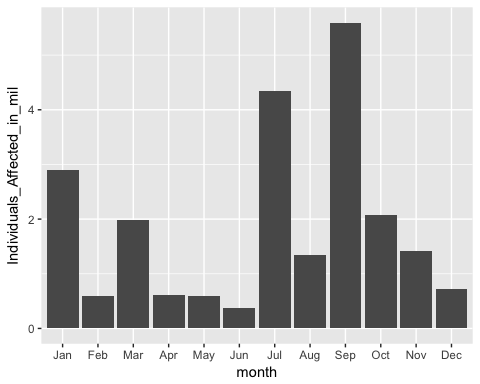 Individuals_Affected_in_mil
4
2
0
Jan Feb Mar Apr May Jun Jul Aug Sep Oct Nov Dec
month